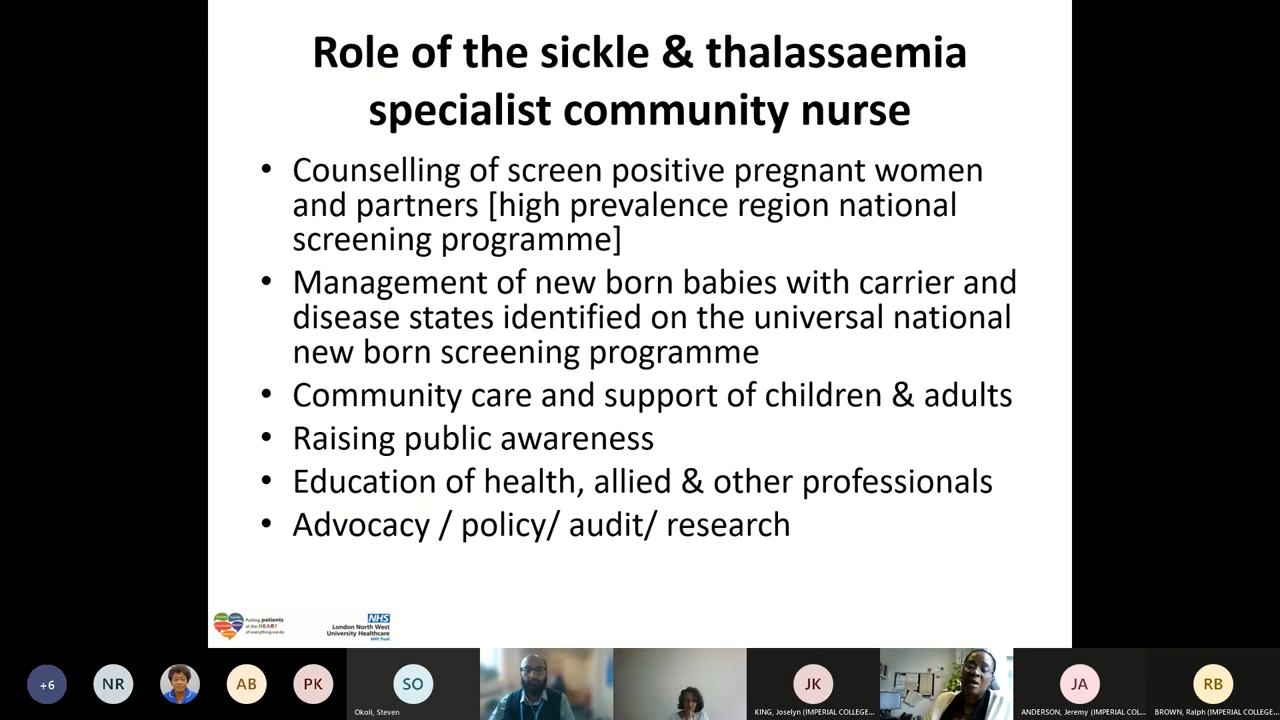 Role of the sickle & thalassaemia
specialist community nurse
• Counselling of screen positive pregnant women
and partners [high prevalence region national
screening programme]
• Management of new born babies with carrier and
disease states identified on the universal national
new born screening programme
• Community care and support of children & adults
• Raising public awareness
• Education of health, allied & other professionals
• Advocacy / policy/ audit/ research
Putting patients
at the HEART
of everything we do
NHS
London North West
University Healthcare
NHS Trust
+6
NR
AB
PK
SO
Okoli, Steven
JK
KING, Joselyn (IMPERIAL COLLEGE...
JA
ANDERSON, Jeremy (IMPERIAL COL...
RB
BROWN, Ralph (IMPERIAL COLLEGE...